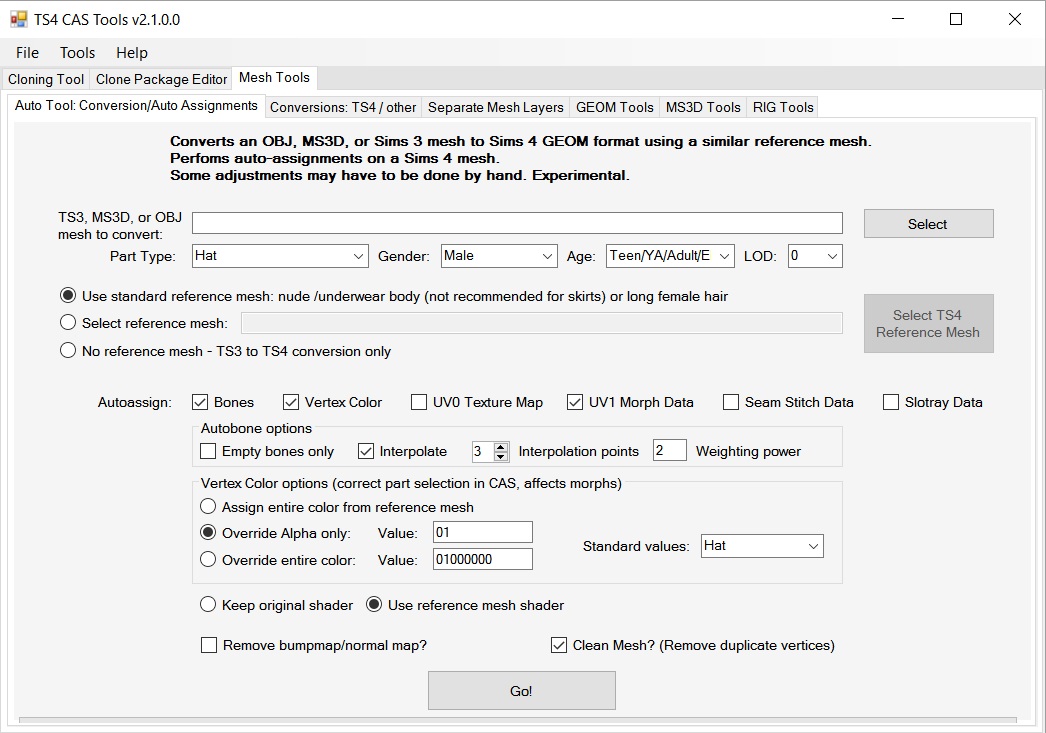 TS4 CAS Tools v2.1.0.0
File Tools Help
Cloning Tool Clone Package Editor Mesh Tools
Auto Tool: Conversion/Auto Assignments Conversions: TS4 / other Separate Mesh Layers GEOM Tools MS3D Tools RIG Tools
Converts an OBJ, MS3D, or Sims 3 mesh to Sims 4 GEOM format using a similar reference mesh.
Perfoms auto-assignments on a Sims 4 mesh.
Some adjustments may have to be done by hand. Experimental.
TS3, MS3D, or OBJ
mesh to convert:
Select
Part Type: Hat Gender: Male Age: Teen/YA/Adult/E LOD: 0
Use standard reference mesh: nude /underwear body (not recommended for skirts) or long female hair
Select reference mesh:
Select TS4
Reference Mesh
No reference mesh - TS3 to TS4 conversion only
Autoassign: Bones Vertex Color UV0 Texture Map UV1 Morph Data Seam Stitch Data Slotray Data
Autobone options
Empty bones only Interpolate 3 Interpolation points 2 Weighting power
Vertex Color options (correct part selection in CAS, affects morphs)
Assign entire color from reference mesh
Override Alpha only: Value: 01
Standard values: Hat
Override entire color: Value: 01000000
Keep original shader Use reference mesh shader
Remove bumpmap/normal map? Clean Mesh? (Remove duplicate vertices)
Go!